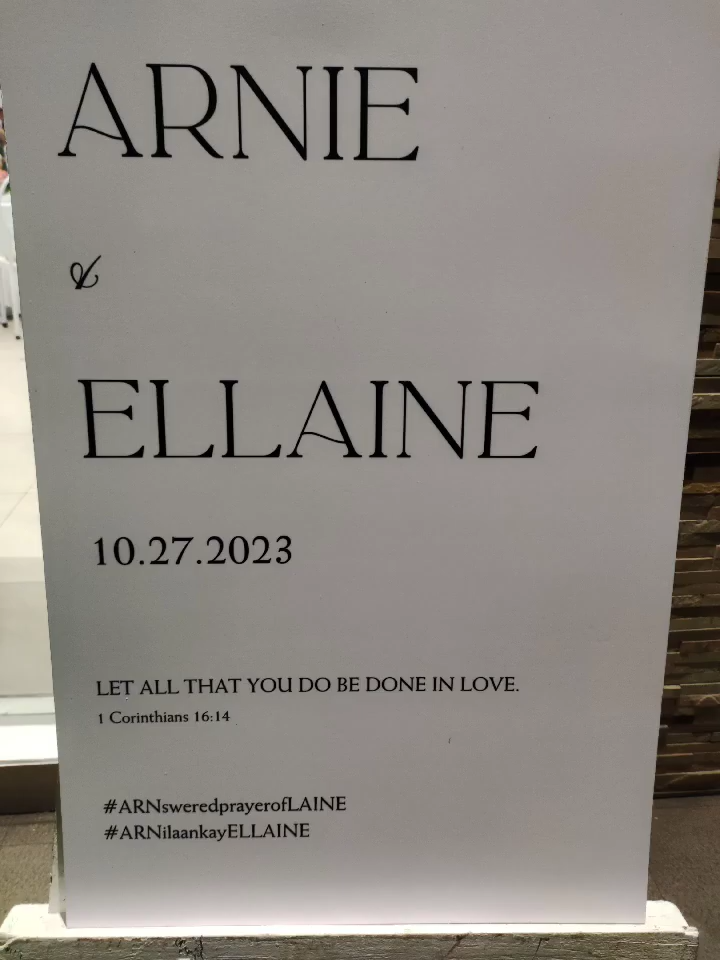 ARNIE
&
ELLAINE
10.27.2023
LET ALL THAT YOU DO BE DONE IN LOVE.
1 Corinthians 16:14
#ARNsweredprayerofLAINE
#ARNilaankayELLAINE